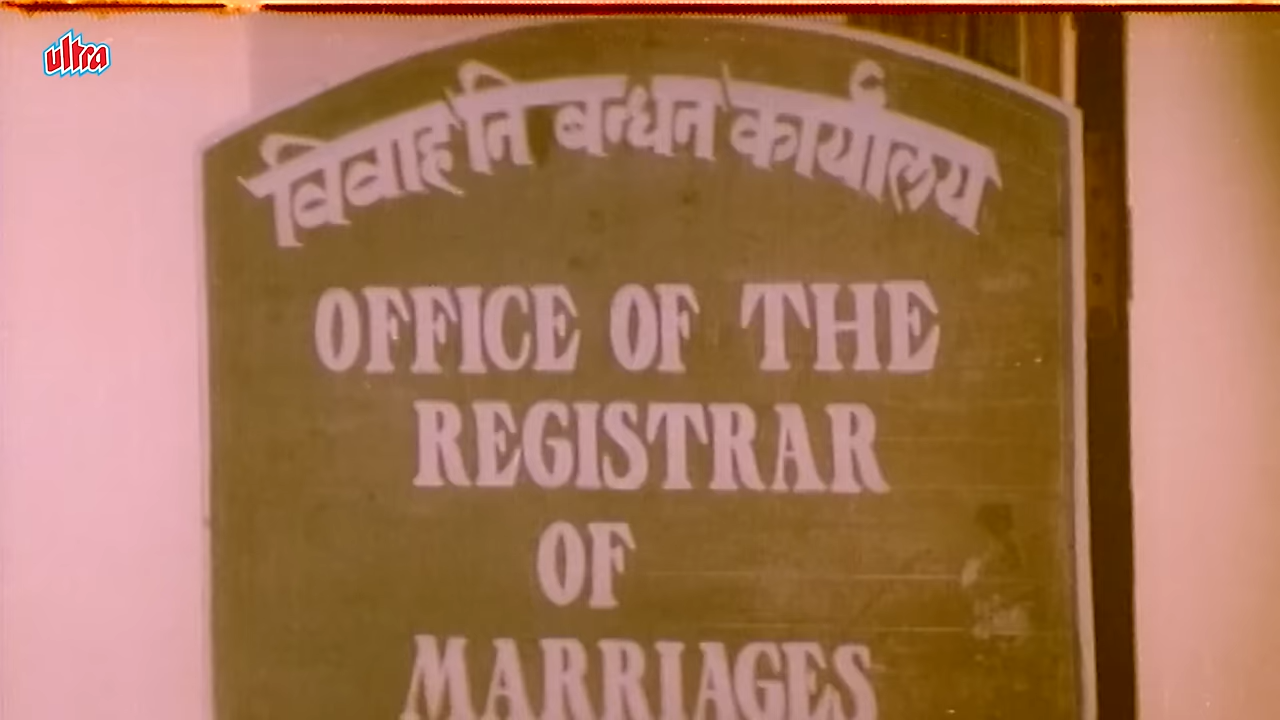 ultra
विवाह नि बन्धन कार्यालय
OFFICE OF THE
REGISTRAR
OF
MARRIAGES